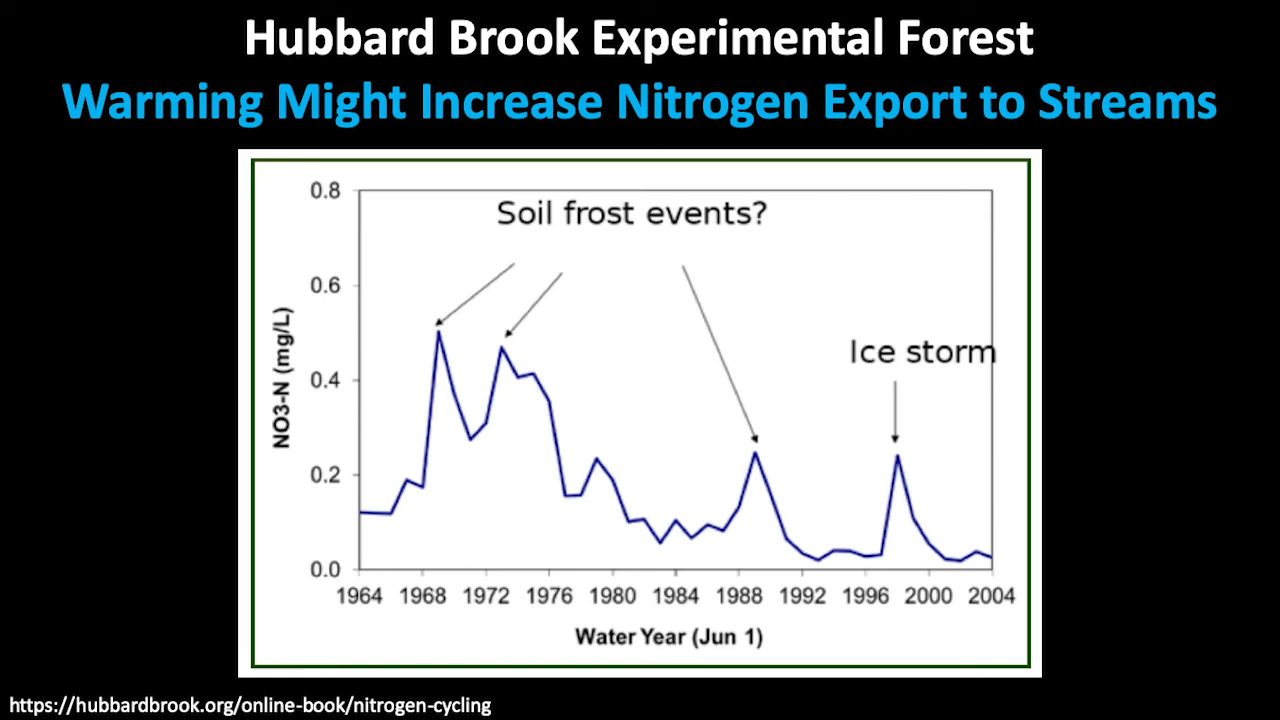 Hubbard Brook Experimental Forest
Warming Might Increase Nitrogen Export to Streams
0.8
Soil frost events?
0.6
Ice storm
0.4
NO3-N (mg/L)
0.2
0.0
1964 1968 1972 1976 1980 1984 1988 1992 1996 2000 2004
Water Year (Jun 1)
https://hubbardbrook.org/online-book/nitrogen-cycling